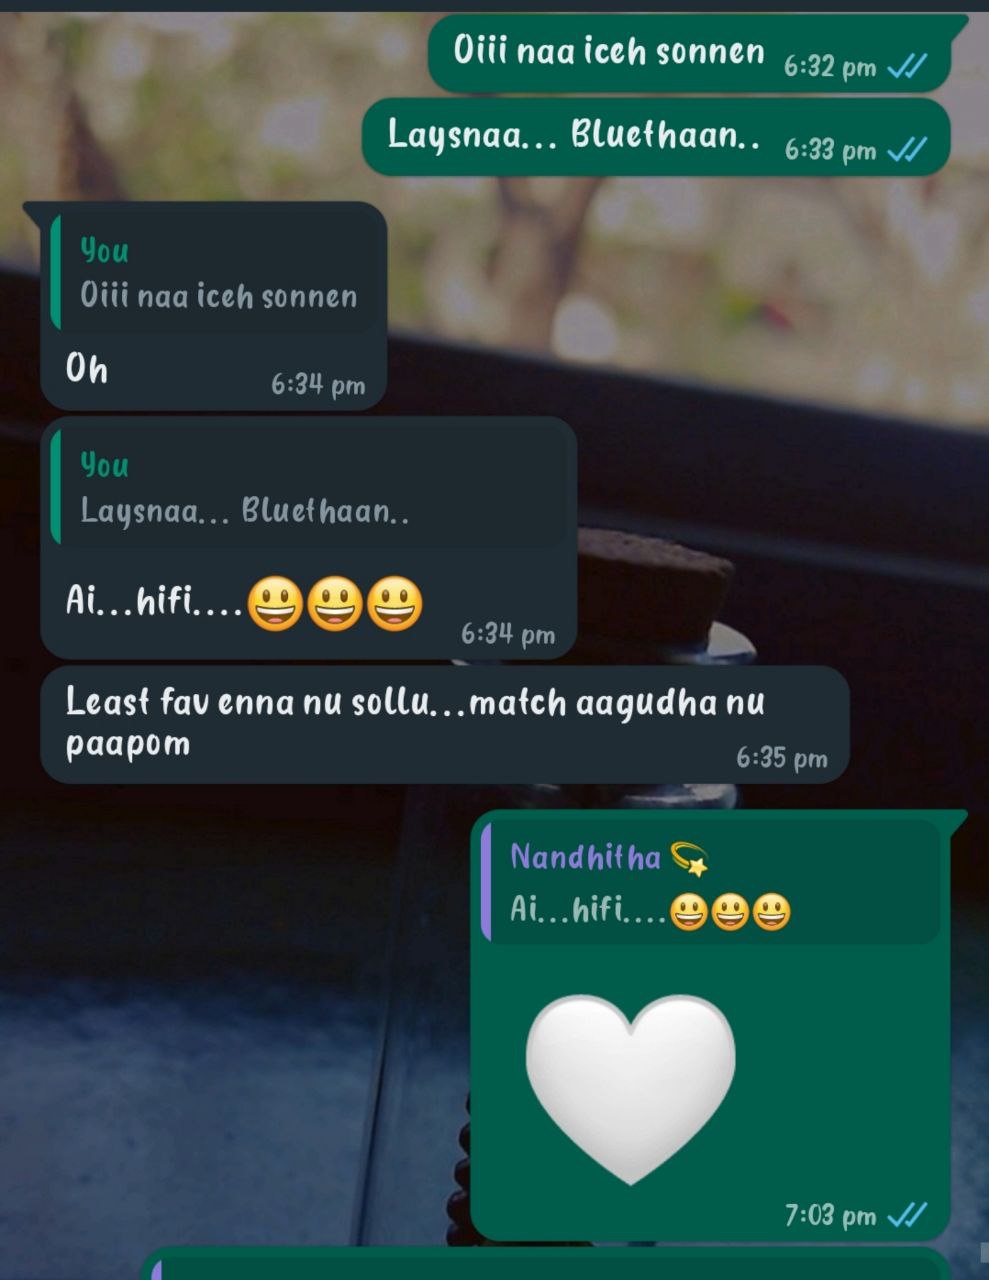 Oiii naa iceh sonnen
6:32 pm
Laysnaa... Bluethaan..
6:33 pm
You
Oiii naa iceh sonnen
Oh
6:34 pm
You
Laysnaa... Bluethaan..
Ai...hifi....😃😃😃
6:34 pm
Least fav enna nu sollu...match aagudha nu
paapom
6:35 pm
Nandhitha 💫
Ai...hifi....😃😃😃
🤍
7:03 pm